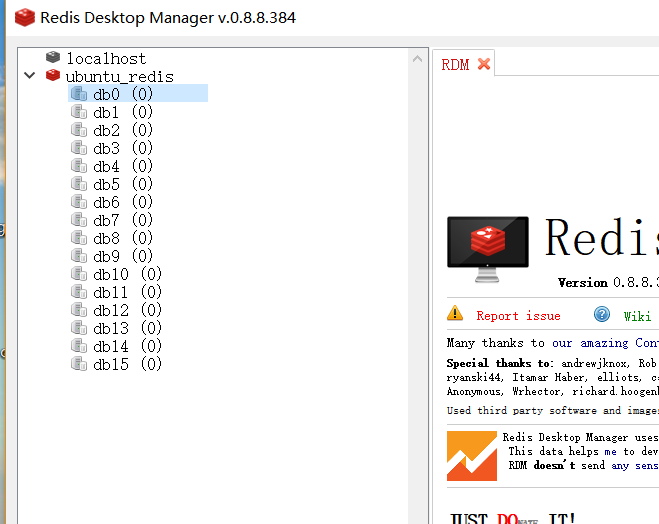 Redis Desktop Manager v.0.8.8.384
localhost
ubuntu_redis
db0 (0)
db1 (0)
db2 (0)
db3 (0)
db4 (0)
db5 (0)
db6 (0)
db7 (0)
db8 (0)
db9 (0)
db10 (0)
db11 (0)
db12 (0)
db13 (0)
db14 (0)
db15 (0)
RDM
Redis
Version 0.8.8.3
Report issue Wiki
Many thanks to our amazing Con
Special thanks to: andrewjknox, Rob
ryanski44, Itamar Haber, elliots, c
Anonymous, Wrhector, richard.hoogenb
Used third party software and image
Redis Desktop Manager uses
This data helps me to dev
RDM doesn't send any sens
JUST DONATE IT!